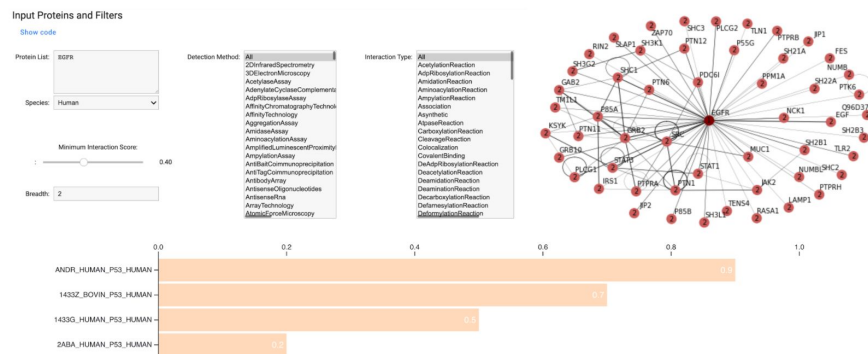 Input Proteins and Filters
Show code
Protein List:
EGFR
Species:
Human
Minimum Interaction Score:
:
0.40
Breadth:
2
Detection Method:
All
2DInfraredSpectrometry
3DElectronMicroscopy
AcetylaseAssay
AdenylateCyclaseComplementa
AdpRibosylaseAssay
AffinityChromatographyTechnolo
AffinityTechnology
AggregationAssay
AmidaseAssay
AminoacylationAssay
AmplifiedLuminescentProximityl
AmpylationAssay
AntiBaitCoimmunoprecipitation
AntiTagCoimmunoprecipitation
AntibodyArray
AntisenseOligonucleotides
AntisenseRna
ArrayTechnology
AtomicForceMicroscopy
Interaction Type:
All
AcetylationReaction
AdpRibosylationReaction
AmidationReaction
AminoacylationReaction
AmpylationReaction
Association
Asynthetic
AtpaseReaction
CarboxylationReaction
CleavageReaction
Colocalization
CovalentBinding
DeAdpRibosylationReaction
DeacetylationReaction
DeamidationReaction
DeaminationReaction
DecarboxylationReaction
DefarnesylationReaction
DeformylationReaction
ZAP70
SHC3
PLCG2
TLN1
PTPRB
JIP1
RIN2
SLAP1
SH3K1
PTN12
P55G
SH21A
FES
SH3G2
SHC1
PD6I
PPM1A
NUMB
GAB2
PTN6
SH22A
PTK6
TM1L1
P85A
EGFR
NCK1
Q96D37
EGF
KSYK
PTN11
GRB2
SRC
SH2B1
SH2B3
GRB10
STAT3
MUC1
TLR2
PLCG1
STAT1
NUMBL
SHC2
IRS1
PTPRA
PTN1
JAK2
PTPRH
JIP2
P85B
SH3L1
TENS4
RASA1
LAMP1
0.0
0.2
0.4
0.6
0.8
1.0
ANDR_HUMAN_P53_HUMAN
0.9
1433Z_BOVIN_P53_HUMAN
0.7
1433G_HUMAN_P53_HUMAN
0.5
2ABA_HUMAN_P53_HUMAN
0.2